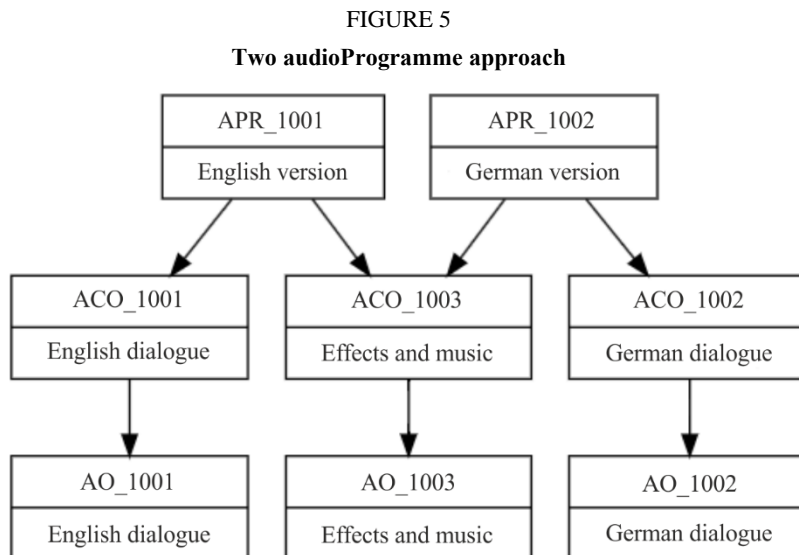 FIGURE 5
Two audioProgramme approach
APR_1001
English version
APR_1002
German version
ACO_1001
English dialogue
ACO_1003
Effects and music
ACO_1002
German dialogue
AO_1001
English dialogue
AO_1003
Effects and music
AO_1002
German dialogue